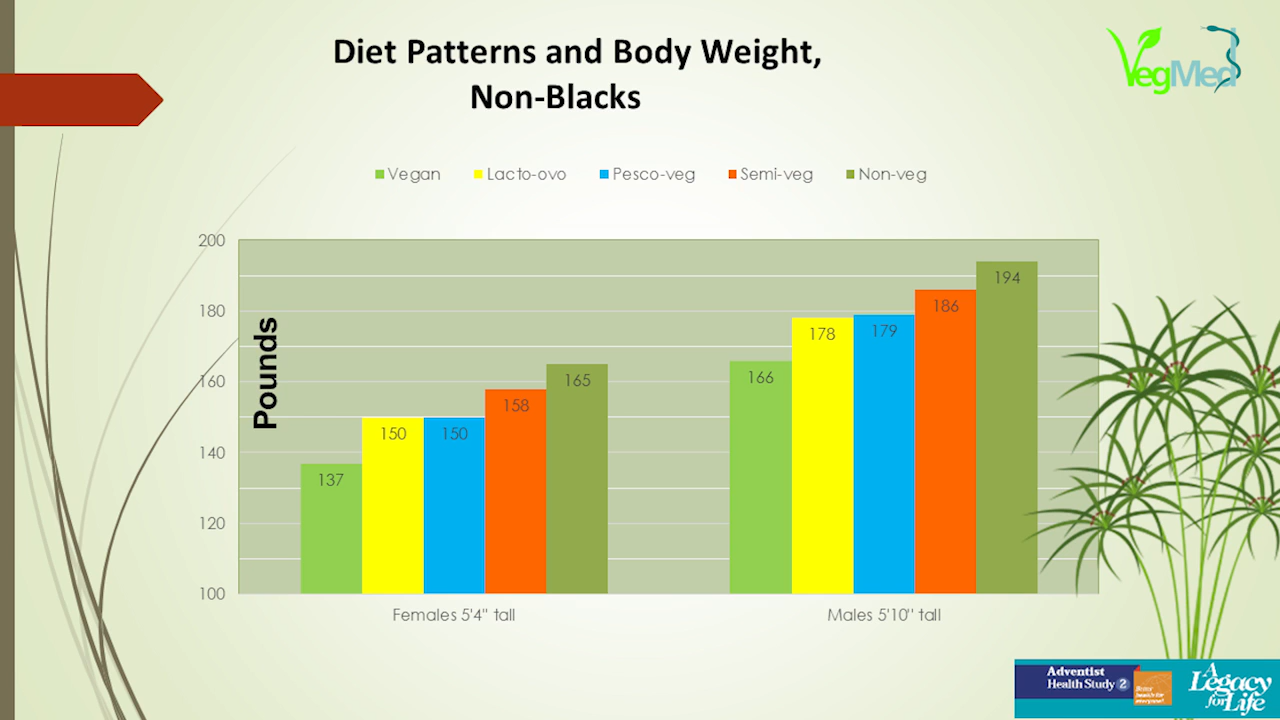 Diet Patterns and Body Weight,
Non-Blacks
VegMed
Vegan Lacto-ovo Pesco-veg Semi-veg Non-veg
200
180
160
140
120
100
Pounds
137 150 150 158 165
166 178 179 186 194
Females 5'4" tall
Males 5'10" tall
Adventist
Health Study 2
A
Legacy
for
Life